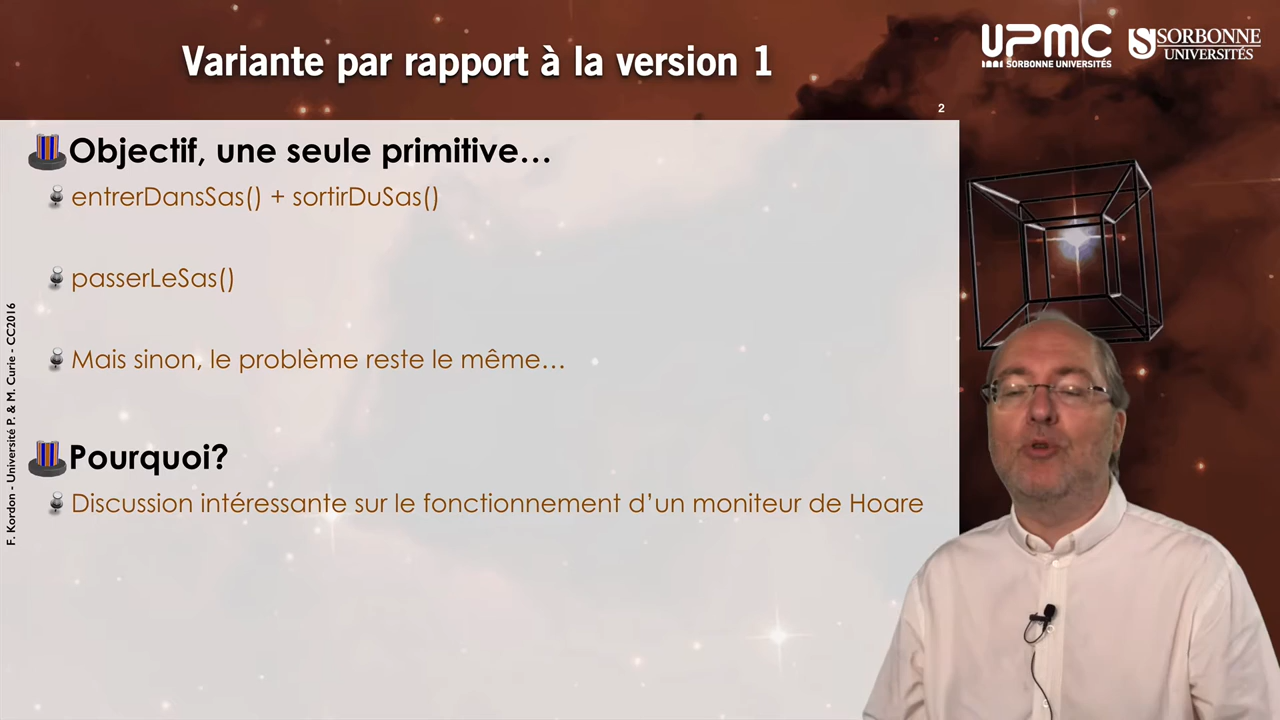 Variante par rapport à la version 1
UPMC
SORBONNE UNIVERSITÉS
SORBONNE
UNIVERSITÉS
2
Objectif, une seule primitive…
entrerDansSas() + sortirDuSas()
passerLeSas()
Mais sinon, le problème reste le même…
Pourquoi?
Discussion intéressante sur le fonctionnement d’un moniteur de Hoare
F. Kordon - Université P. & M. Curie - CC2016